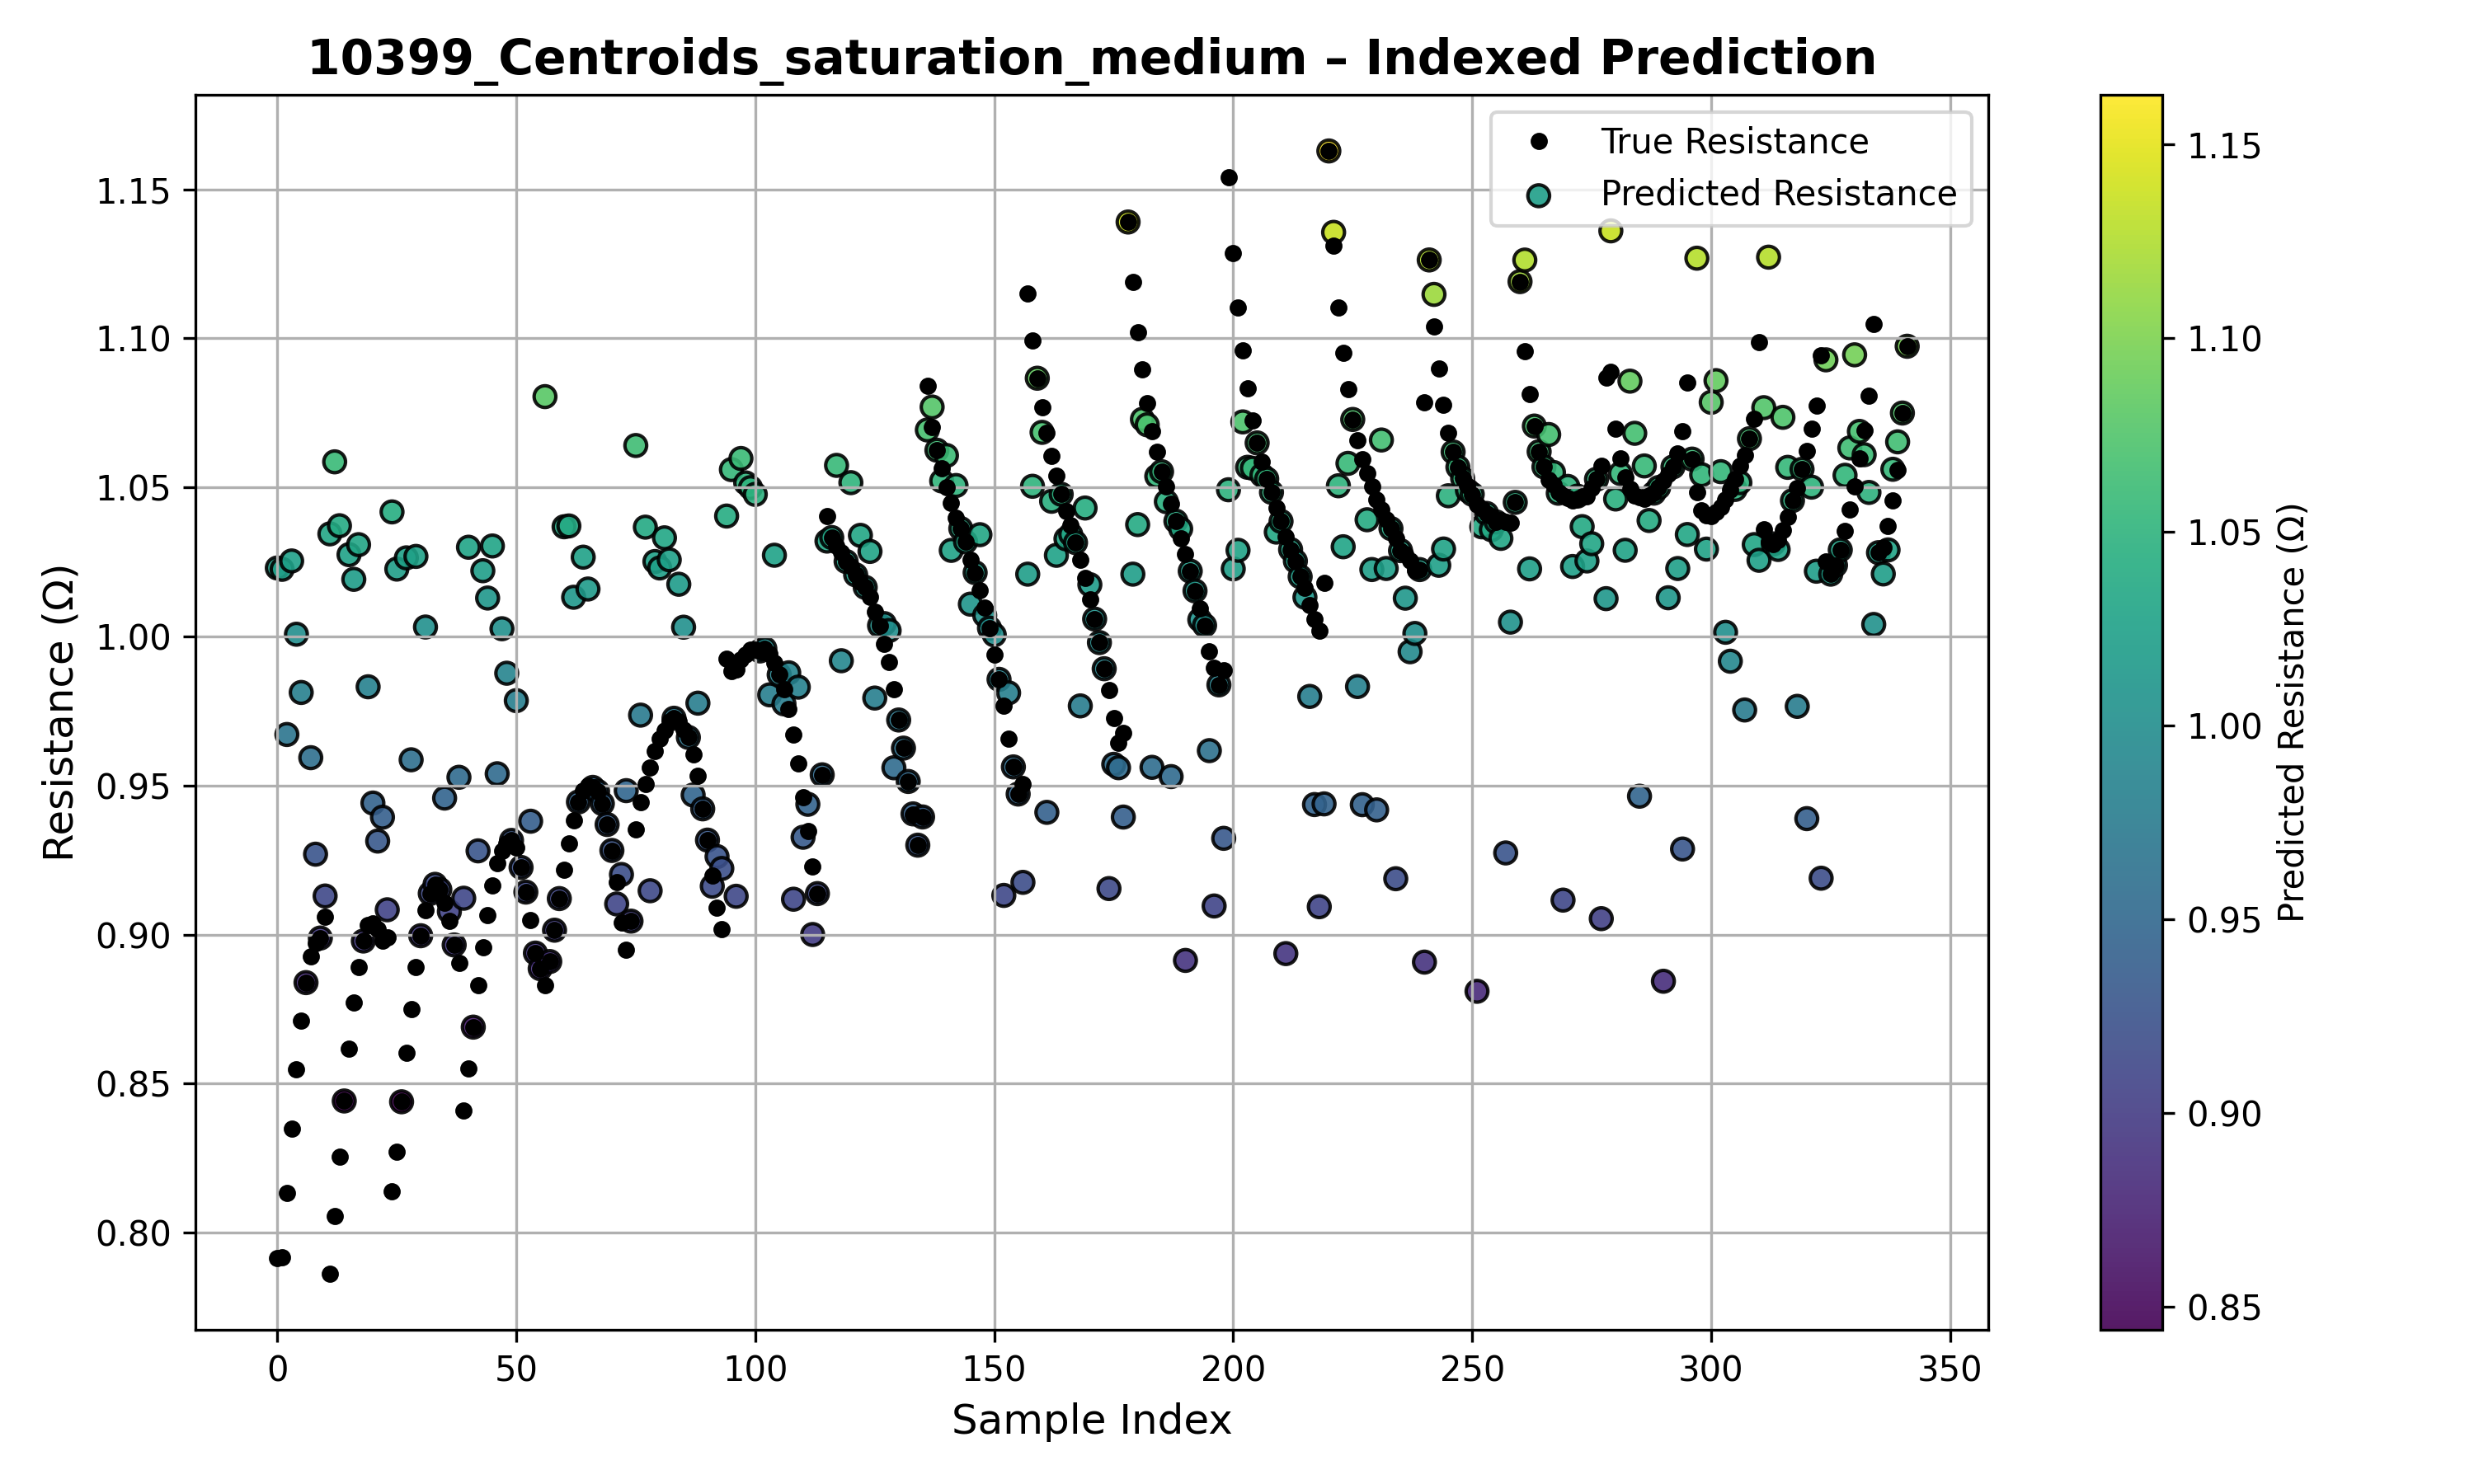 10399_Centroids_saturation_medium – Indexed Prediction
True Resistance
Predicted Resistance
Resistance (Ω)
1.15
1.10
1.05
1.00
0.95
0.90
0.85
0.80
0 50 100 150 200 250 300 350
Sample Index
1.15
1.10
1.05
1.00
0.95
0.90
0.85
Predicted Resistance (Ω)